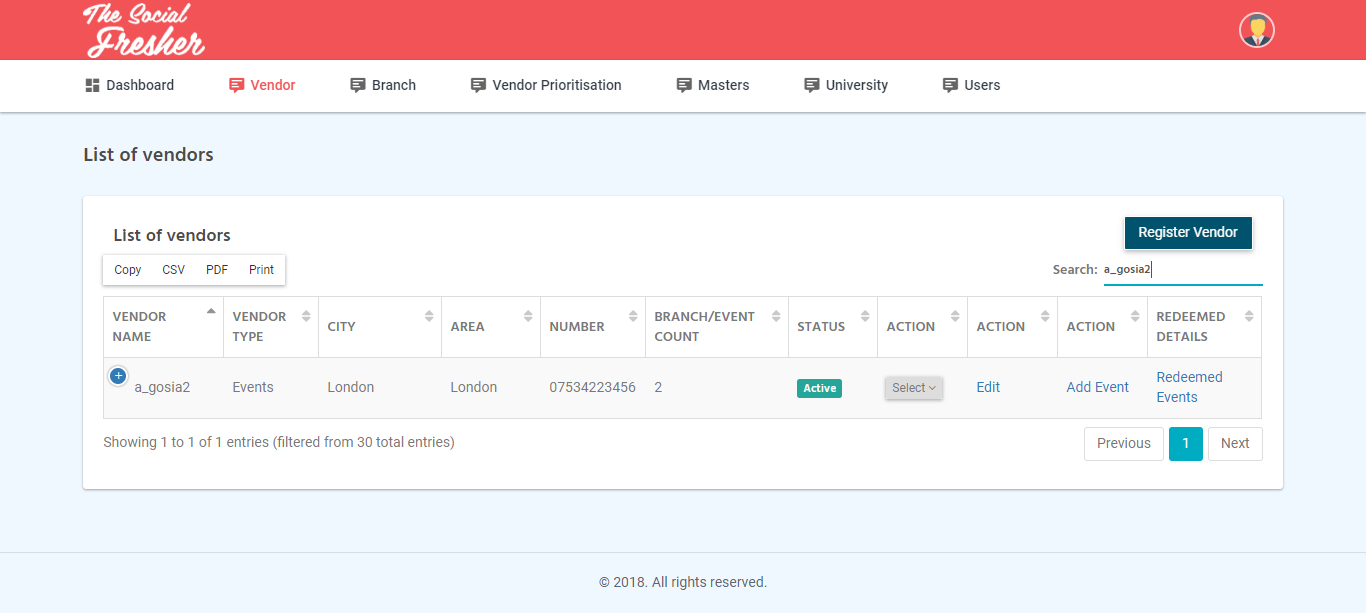 The Social
Fresher
Dashboard Vendor Branch Vendor Prioritisation Masters University Users
List of vendors
List of vendors
Register Vendor
Copy CSV PDF Print
Search: a_gosia2
VENDOR NAME VENDOR TYPE CITY AREA NUMBER BRANCH/EVENT COUNT STATUS ACTION ACTION ACTION REDEEMED DETAILS
a_gosia2 Events London London 07534223456 2 Active Select Edit Add Event Redeemed Events
Showing 1 to 1 of 1 entries (filtered from 30 total entries)
Previous 1 Next
© 2018. All rights reserved.